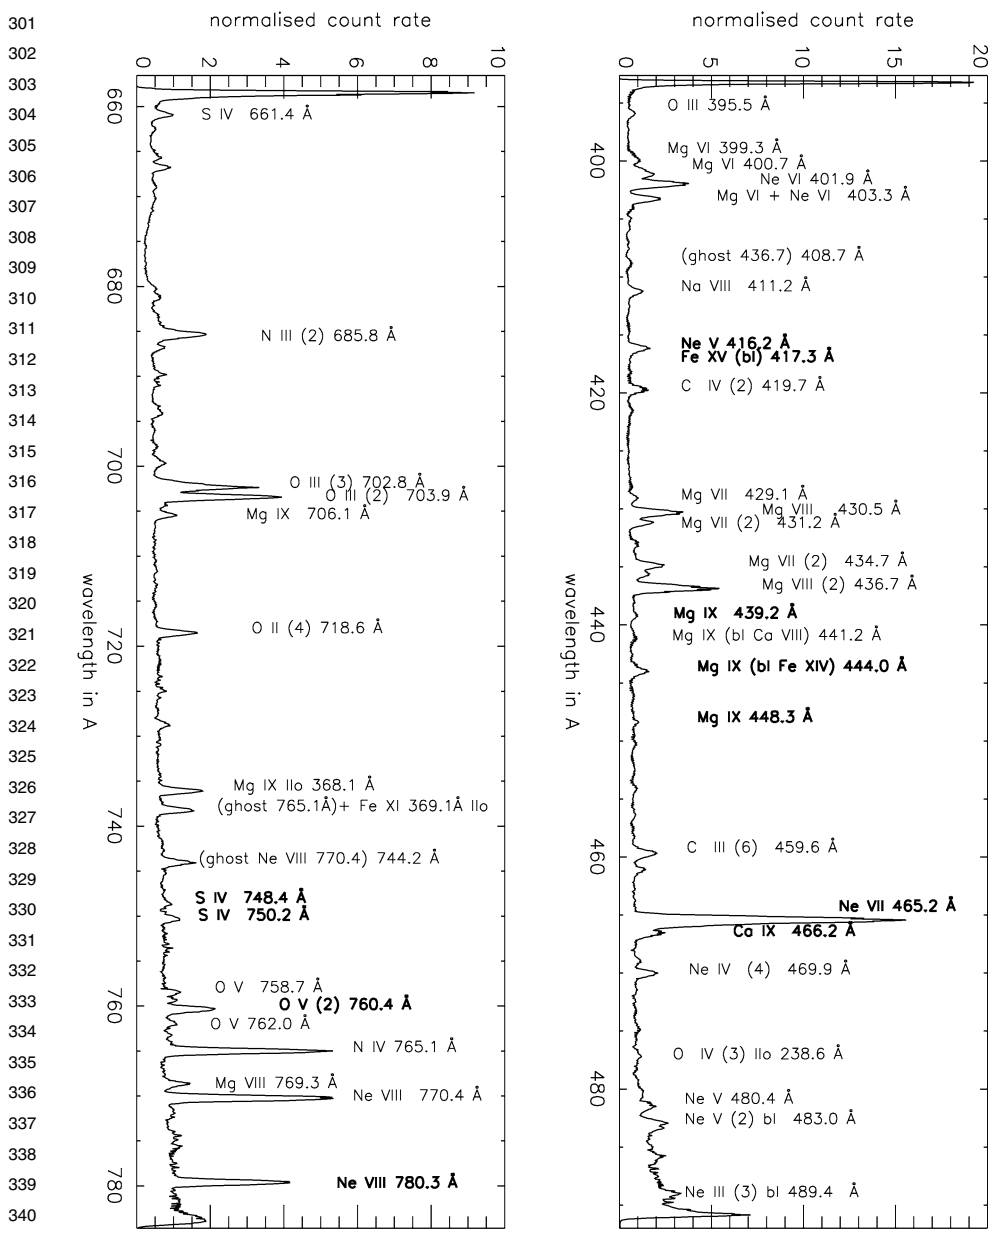 301
302
303
304
305
306
307
308
309
310
311
312
313
314
315
316
317
318
319
320
321
322
323
324
325
326
327
328
329
330
331
332
333
334
335
336
337
338
339
340
normalised count rate
0 2 4 6 8 10
S IV 661.4 Å
N III (2) 685.8 Å
O III (3) 702.8 Å
O III (2) 703.9 Å
Mg IX 706.1 Å
O II (4) 718.6 Å
Mg IX IIo 368.1 Å
(ghost 765.1Å)+ Fe XI 369.1Å IIo
(ghost Ne VIII 770.4) 744.2 Å
S IV 748.4 Å
S IV 750.2 Å
O V 758.7 Å
O V (2) 760.4 Å
O V 762.0 Å
N IV 765.1 Å
Mg VIII 769.3 Å
Ne VIII 770.4 Å
Ne VIII 780.3 Å
660
680
700
720
740
760
780
wavelength in A
normalised count rate
0 5 10 15 20
O III 395.5 Å
Mg VI 399.3 Å
Mg VI 400.7 Å
Ne VI 401.9 Å
Mg VI + Ne VI 403.3 Å
(ghost 436.7) 408.7 Å
Na VIII 411.2 Å
Ne V 416.2 Å
Fe XV (bl) 417.3 Å
C IV (2) 419.7 Å
Mg VII 429.1 Å
Mg VIII 430.5 Å
Mg VII (2) 431.2 Å
Mg VII (2) 434.7 Å
Mg VIII (2) 436.7 Å
Mg IX 439.2 Å
Mg IX (bl Ca VIII) 441.2 Å
Mg IX (bl Fe XIV) 444.0 Å
Mg IX 448.3 Å
C III (6) 459.6 Å
Ne VII 465.2 Å
Ca IX 466.2 Å
Ne IV (4) 469.9 Å
O IV (3) IIo 238.6 Å
Ne V 480.4 Å
Ne V (2) bl 483.0 Å
Ne III (3) bl 489.4 Å
400
420
440
460
480
wavelength in A